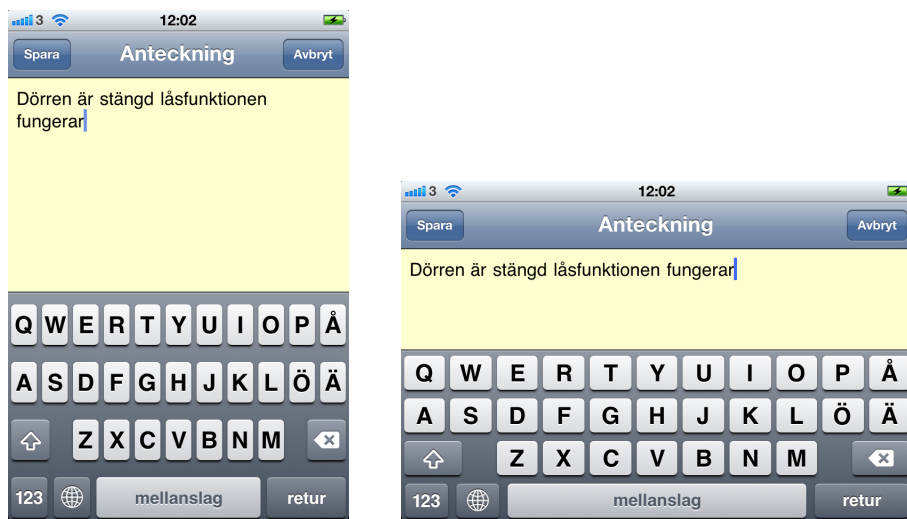 3 12:02
Spara Anteckning Avbryt
Dörren är stängd låsfunktionen
fungerar
Q W E R T Y U I O P Å
A S D F G H J K L Ö Ä
Z X C V B N M
123 mellanslag retur
3 12:02
Spara Anteckning Avbryt
Dörren är stängd låsfunktionen fungerar
Q W E R T Y U I O P Å
A S D F G H J K L Ö Ä
Z X C V B N M
123 mellanslag retur